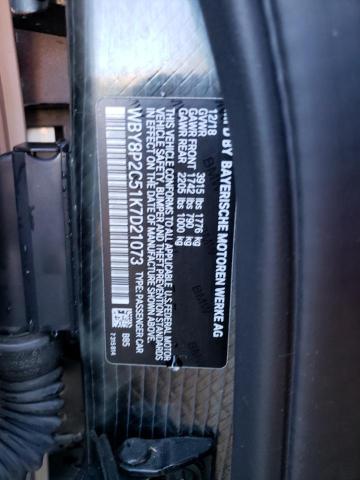 D BY BAYERISCHE MOTOREN WERKE AG
12/18
GVWR 3915 lbs 1776 kg
GAWR FRONT 1742 lbs 790 kg
GAWR REAR 2205 lbs 1000 kg
THIS VEHICLE CONFORMS TO ALL APPLICABLE U.S. FEDERAL MOTOR
VEHICLE SAFETY, BUMPER AND THEFT PREVENTION STANDARDS
IN EFFECT ON THE DATE OF MANUFACTURE SHOWN ABOVE.
WBY8P2C51K7D21073 TYPE: PASSENGER CAR
B85